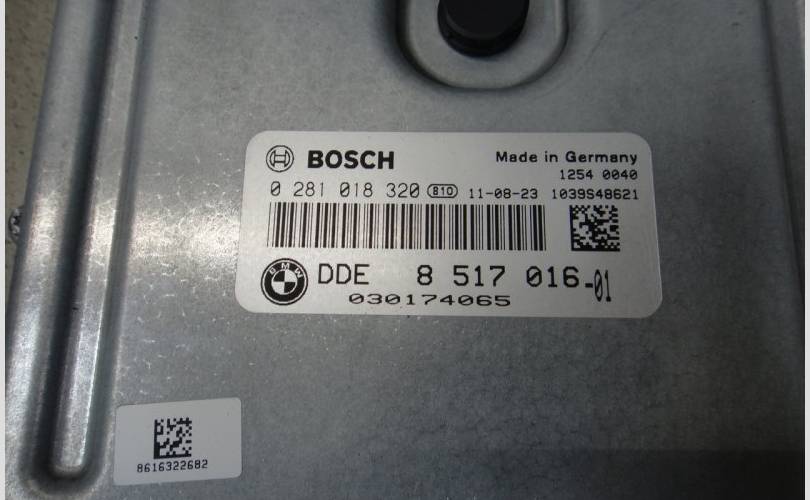 BOSCH Made in Germany
1254 0040
0 281 018 320 B10 11-08-23 1039S48621
BMW DDE 8 517 016-01
030174065
8616322682